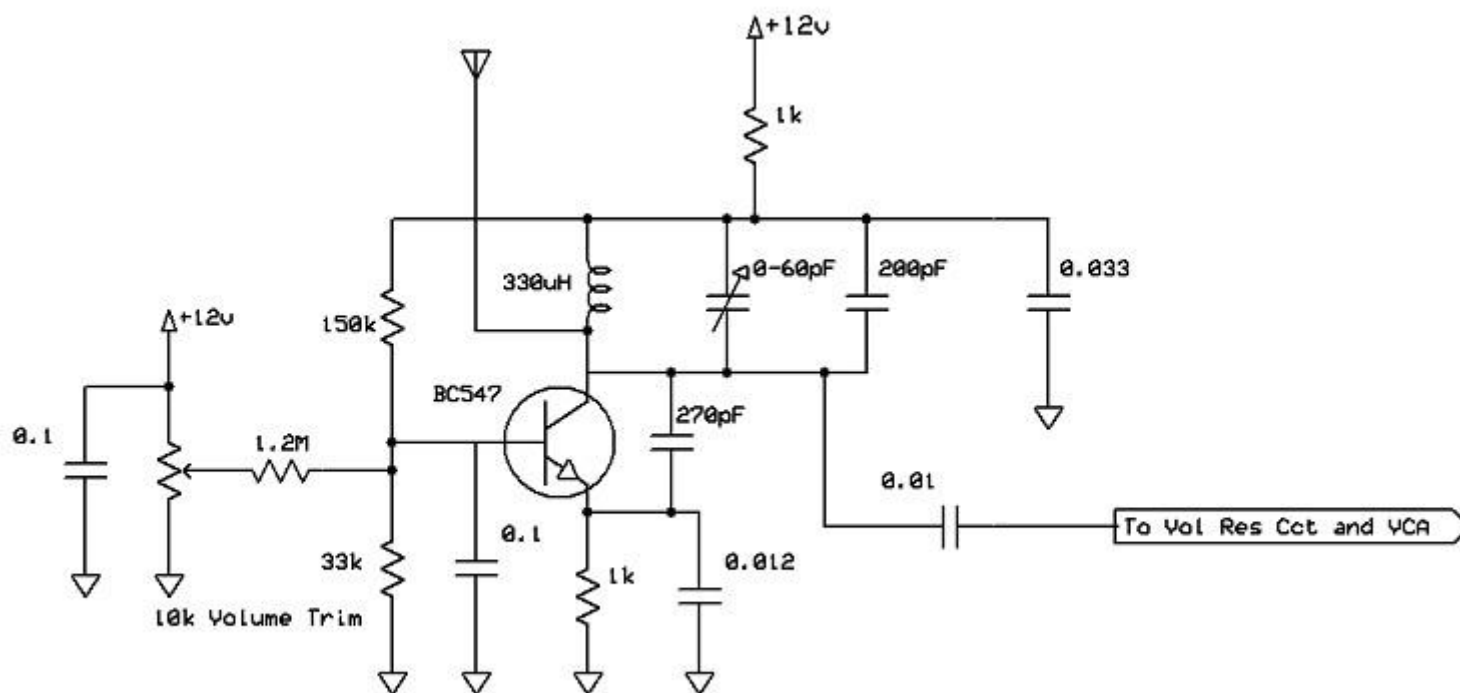 +12v
1k
330uH
0-60pF
200pF
0.033
150k
+12v
BC547
270pF
0.1
1.2M
0.01
To Vol Res Cct and VCA
33k
0.1
1k
0.012
10k Volume Trim